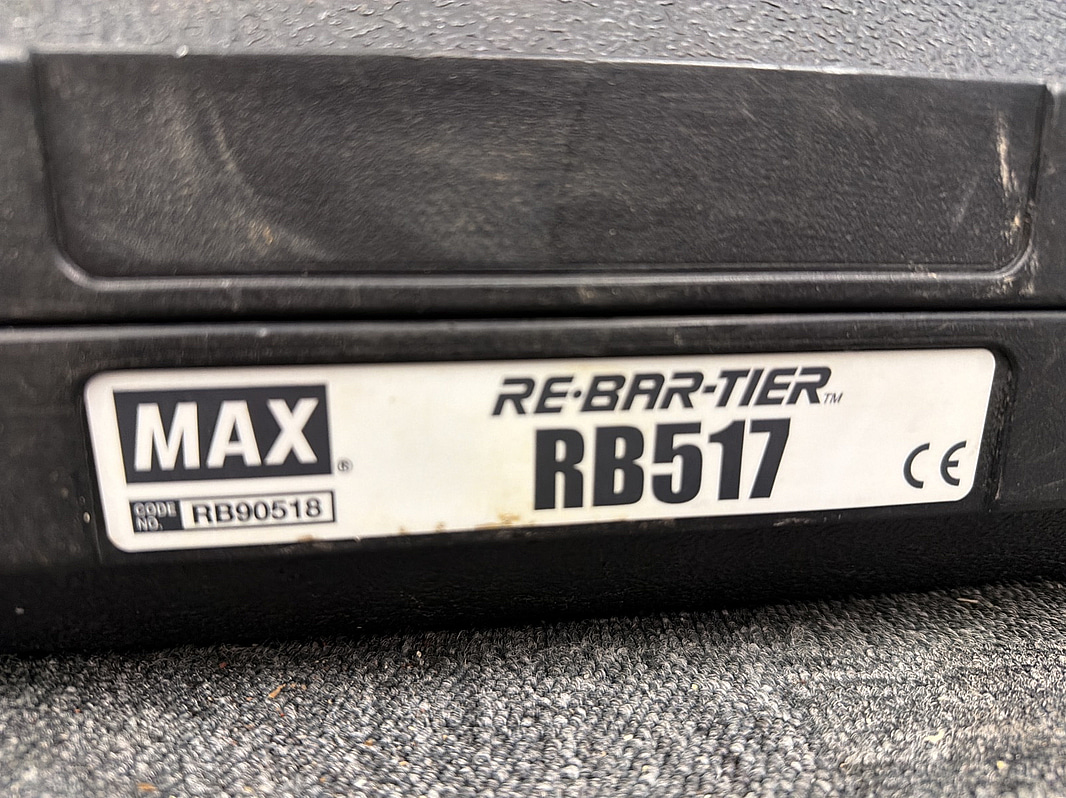 MAX®
CODE NO. RB90518
RE·BAR-TIER™
RB517
CE